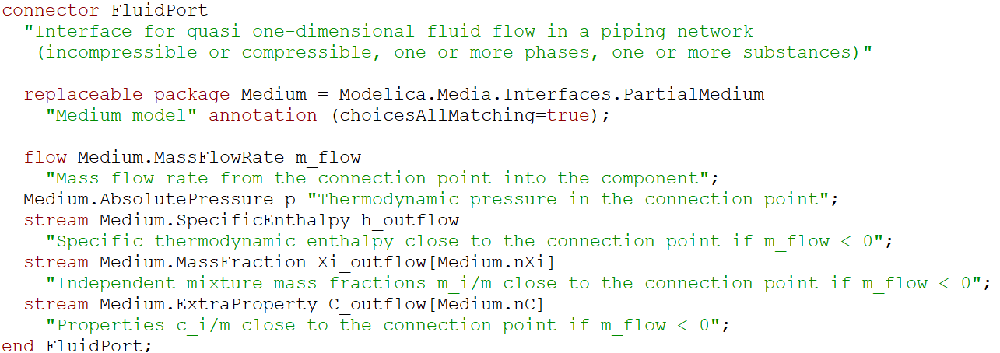 connector FluidPort
"Interface for quasi one-dimensional fluid flow in a piping network
(incompressible or compressible, one or more phases, one or more substances)"
replaceable package Medium = Modelica.Media.Interfaces.PartialMedium
"Medium model" annotation (choicesAllMatching=true);
flow Medium.MassFlowRate m_flow
"Mass flow rate from the connection point into the component";
Medium.AbsolutePressure p "Thermodynamic pressure in the connection point";
stream Medium.SpecificEnthalpy h_outflow
"Specific thermodynamic enthalpy close to the connection point if m_flow < 0";
stream Medium.MassFraction Xi_outflow[Medium.nXi]
"Independent mixture mass fractions m_i/m close to the connection point if m_flow < 0";
stream Medium.ExtraProperty C_outflow[Medium.nC]
"Properties c_i/m close to the connection point if m_flow < 0";
end FluidPort;